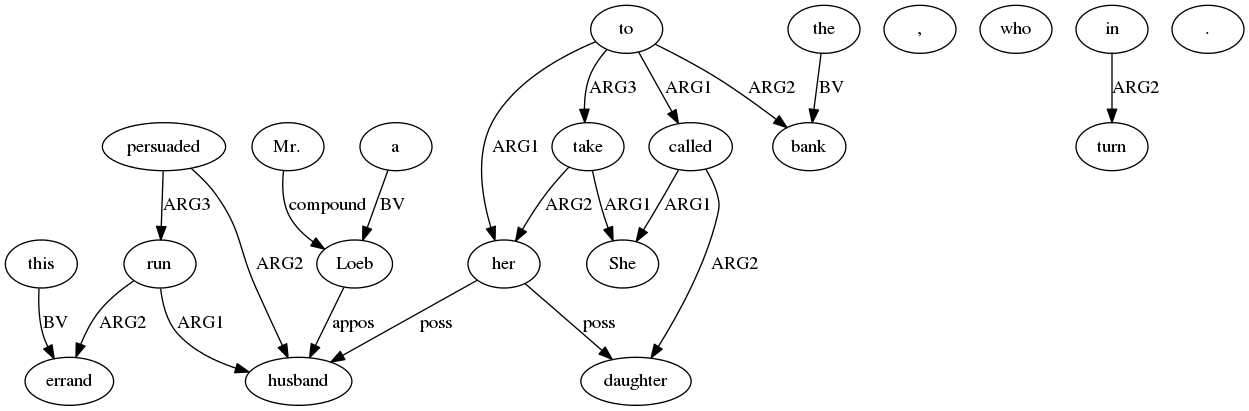 to the , who in .
ARG3 ARG1 ARG2 BV ARG2
persuaded Mr. a ARG1 take called bank turn
ARG3 compound BV ARG2 ARG1 ARG1
this run ARG2 Loeb her She ARG2
BV ARG2 ARG1 appos poss poss
errand husband daughter